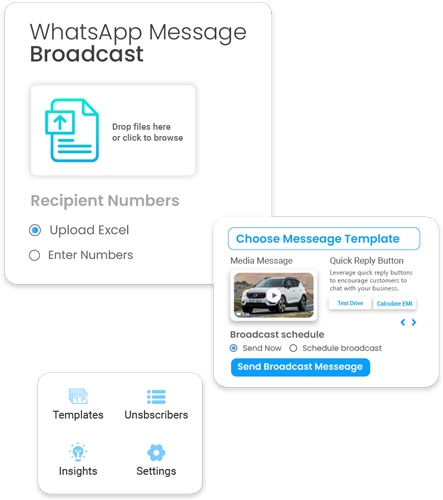 WhatsApp Message
Broadcast
Drop files here
or click to browse
Recipient Numbers
Upload Excel
Enter Numbers
Choose Messeage Template
Media Message
Quick Reply Button
Leverage quick reply buttons
to encourage customers to
chat with your business.
Test Drive
Calculate EMI
Broadcast schedule
Send Now
Schedule broadcast
Send Broadcast Messeage
Templates
Unsbscribers
Insights
Settings